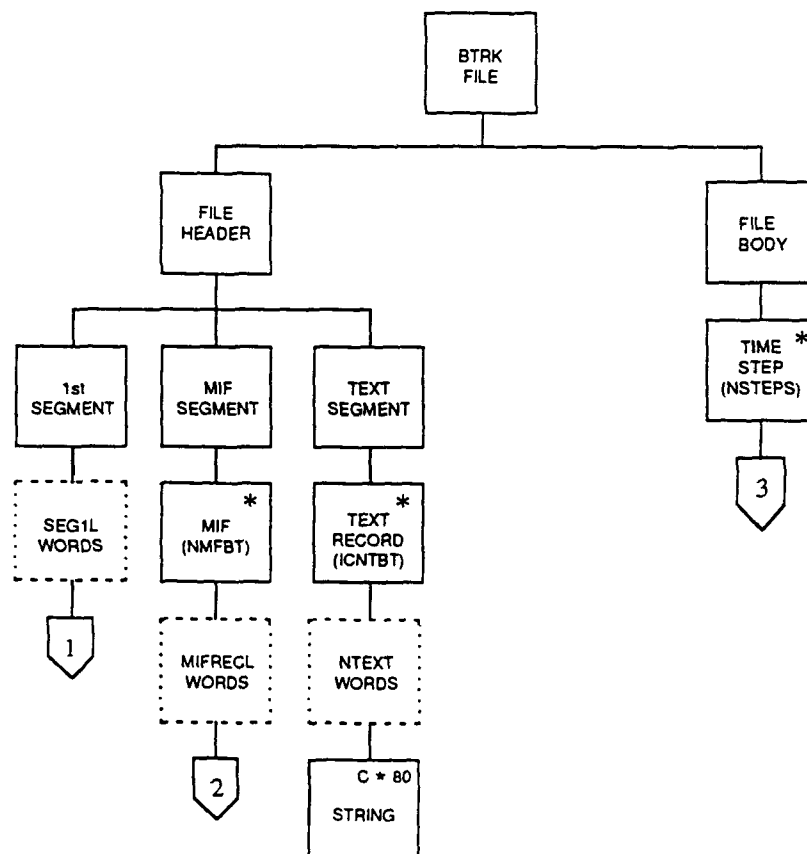 BTRK
FILE
FILE
HEADER
FILE
BODY
1st
SEGMENT
MIF
SEGMENT
TEXT
SEGMENT
TIME *
STEP
(NSTEPS)
SEG1L
WORDS
*
MIF
(NMFBT)
*
TEXT
RECORD
(ICNTBT)
3
1
MIFRECL
WORDS
NTEXT
WORDS
2
C * 80
STRING